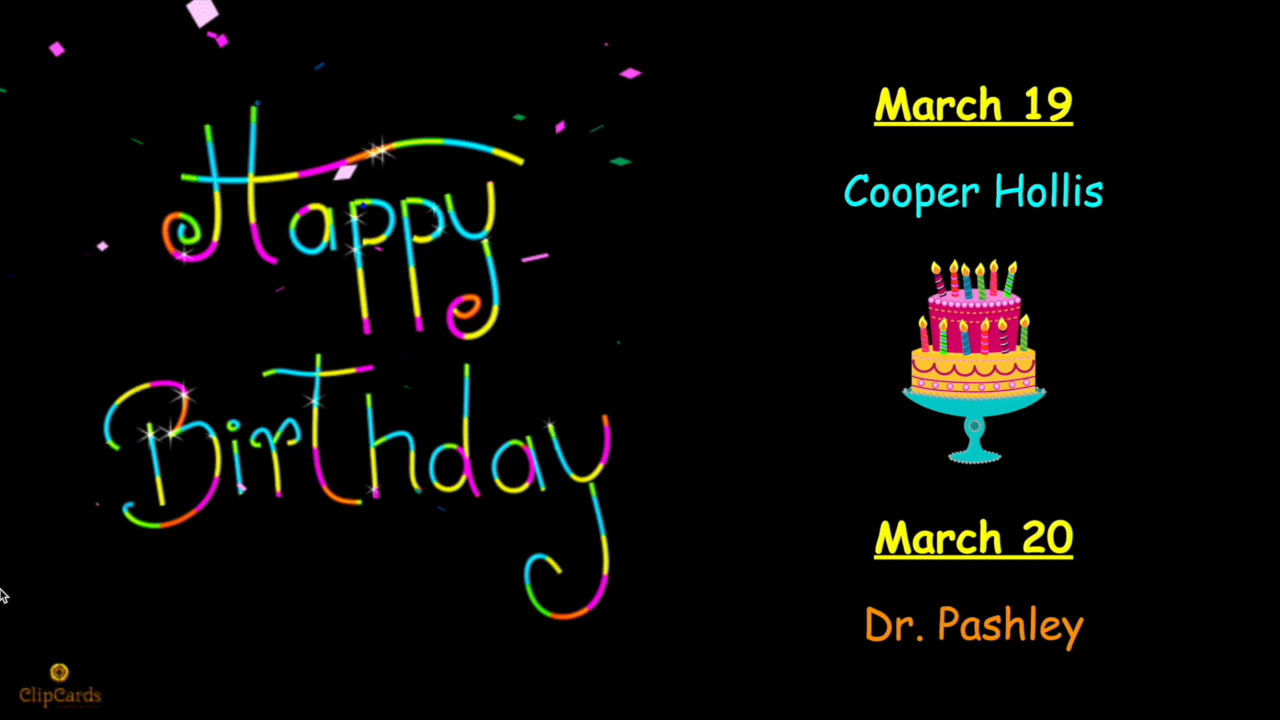 Happy
Birthday
March 19
Cooper Hollis
March 20
Dr. Pashley
ClipCards